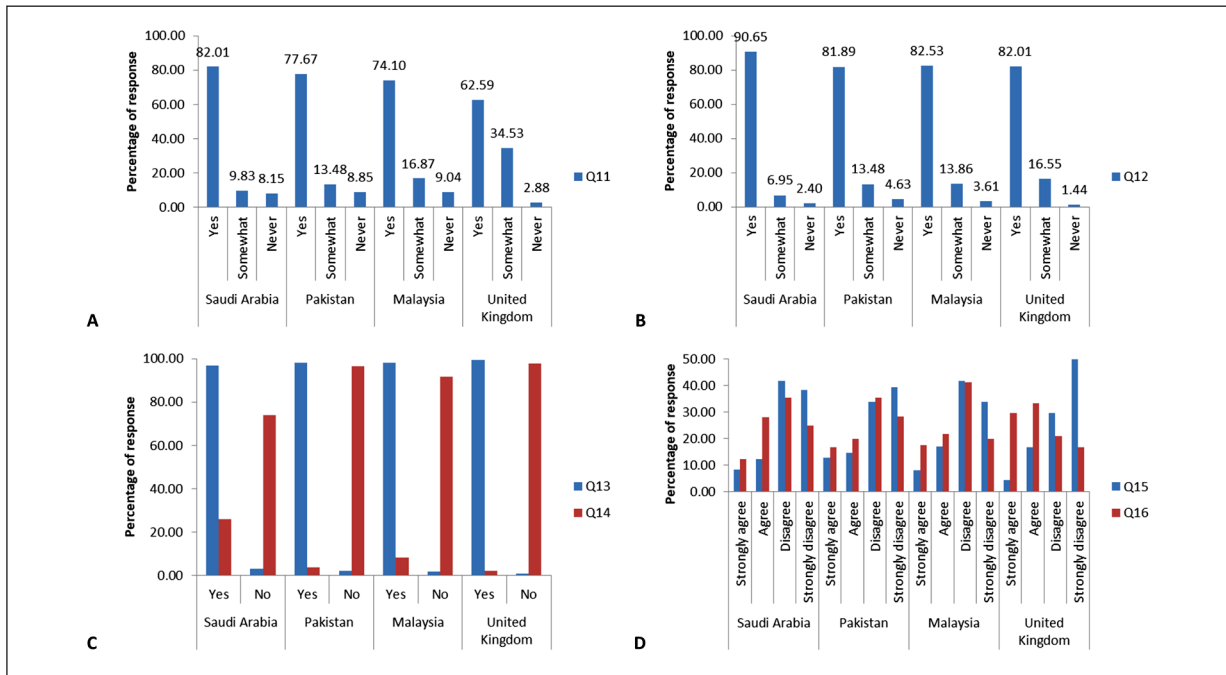 100.00
80.00
60.00
40.00
20.00
0.00
Percentage of response
82.01
9.83
8.15
77.67
13.48
8.85
74.10
16.87
9.04
62.59
34.53
2.88
Yes
Somewhat
Never
Yes
Somewhat
Never
Yes
Somewhat
Never
Yes
Somewhat
Never
Saudi Arabia
Pakistan
Malaysia
United
Kingdom
Q11
A
100.00
80.00
60.00
40.00
20.00
0.00
Percentage of response
90.65
6.95
2.40
81.89
13.48
4.63
82.53
13.86
3.61
82.01
16.55
1.44
Yes
Somewhat
Never
Yes
Somewhat
Never
Yes
Somewhat
Never
Yes
Somewhat
Never
Saudi Arabia
Pakistan
Malaysia
United
Kingdom
Q12
B
100.00
80.00
60.00
40.00
20.00
0.00
Percentage of response
Yes
No
Yes
No
Yes
No
Yes
No
Saudi Arabia
Pakistan
Malaysia
United
Kingdom
Q13
Q14
C
50.00
40.00
30.00
20.00
10.00
0.00
Percentage of response
Strongly agree
Agree
Disagree
Strongly disagree
Strongly agree
Agree
Disagree
Strongly disagree
Strongly agree
Agree
Disagree
Strongly disagree
Strongly agree
Agree
Disagree
Strongly disagree
Saudi Arabia
Pakistan
Malaysia
United
Kingdom
Q15
Q16
D